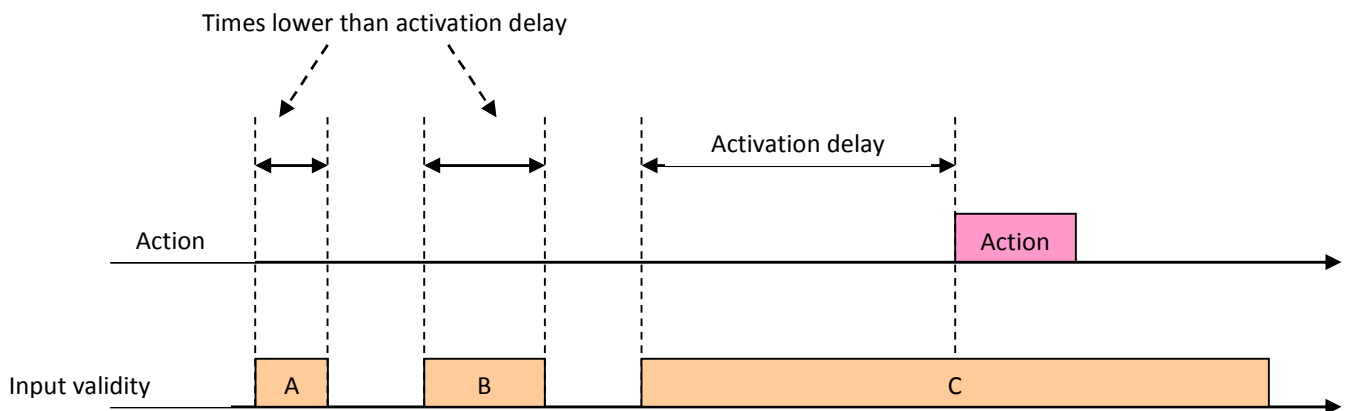 Times lower than activation delay
Activation delay
Action
Action
Input validity
A
B
C